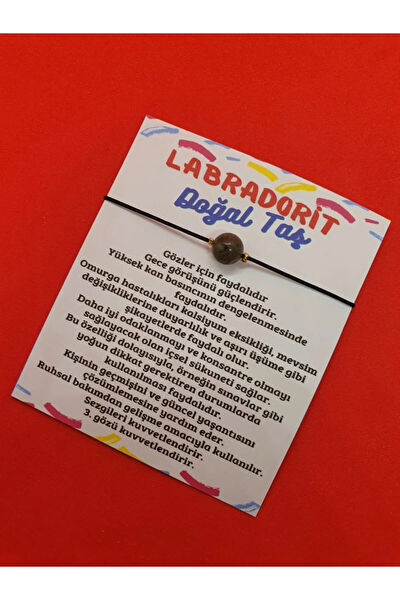 LABRADORİT
Doğal Taş
Gözler için faydalıdır
Gece görüşünü güçlendirir.
Yüksek kan basıncının dengelenmesinde
faydalıdır.
Omurga hastalıkları kalsiyum eksikliği, mevsim
değişikliklerine duyarlılık ve aşırı üşüme gibi
şikayetlerde faydalı olur.
Daha iyi odaklanmayı ve konsantre olmayı
sağlayacak olan içsel sükuneti sağlar.
Bu özelliği dolayısıyla, örneğin sınavlar gibi
yoğun dikkat gerektiren durumlarda
kullanılması faydalıdır.
Kişinin geçmişini ve güncel yaşantısını
çözümlemesine yardım eder.
Ruhsal bakımdan gelişme amacıyla kullanılır.
Sezgileri kuvvetlendirir.
3. gözü kuvvetlendirir.